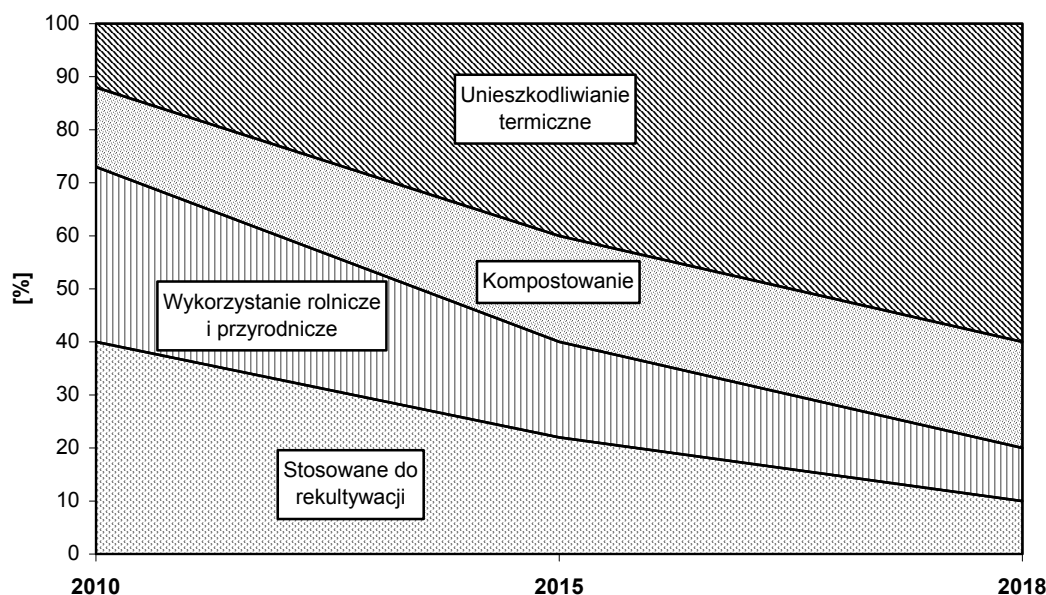 100
90
80
70
60
50
40
30
20
10
0
[%]
Unieszkodliwianie
termiczne
Kompostowanie
Wykorzystanie rolnicze
i przyrodnicze
Stosowane do
rekultywacji
2010
2015
2018